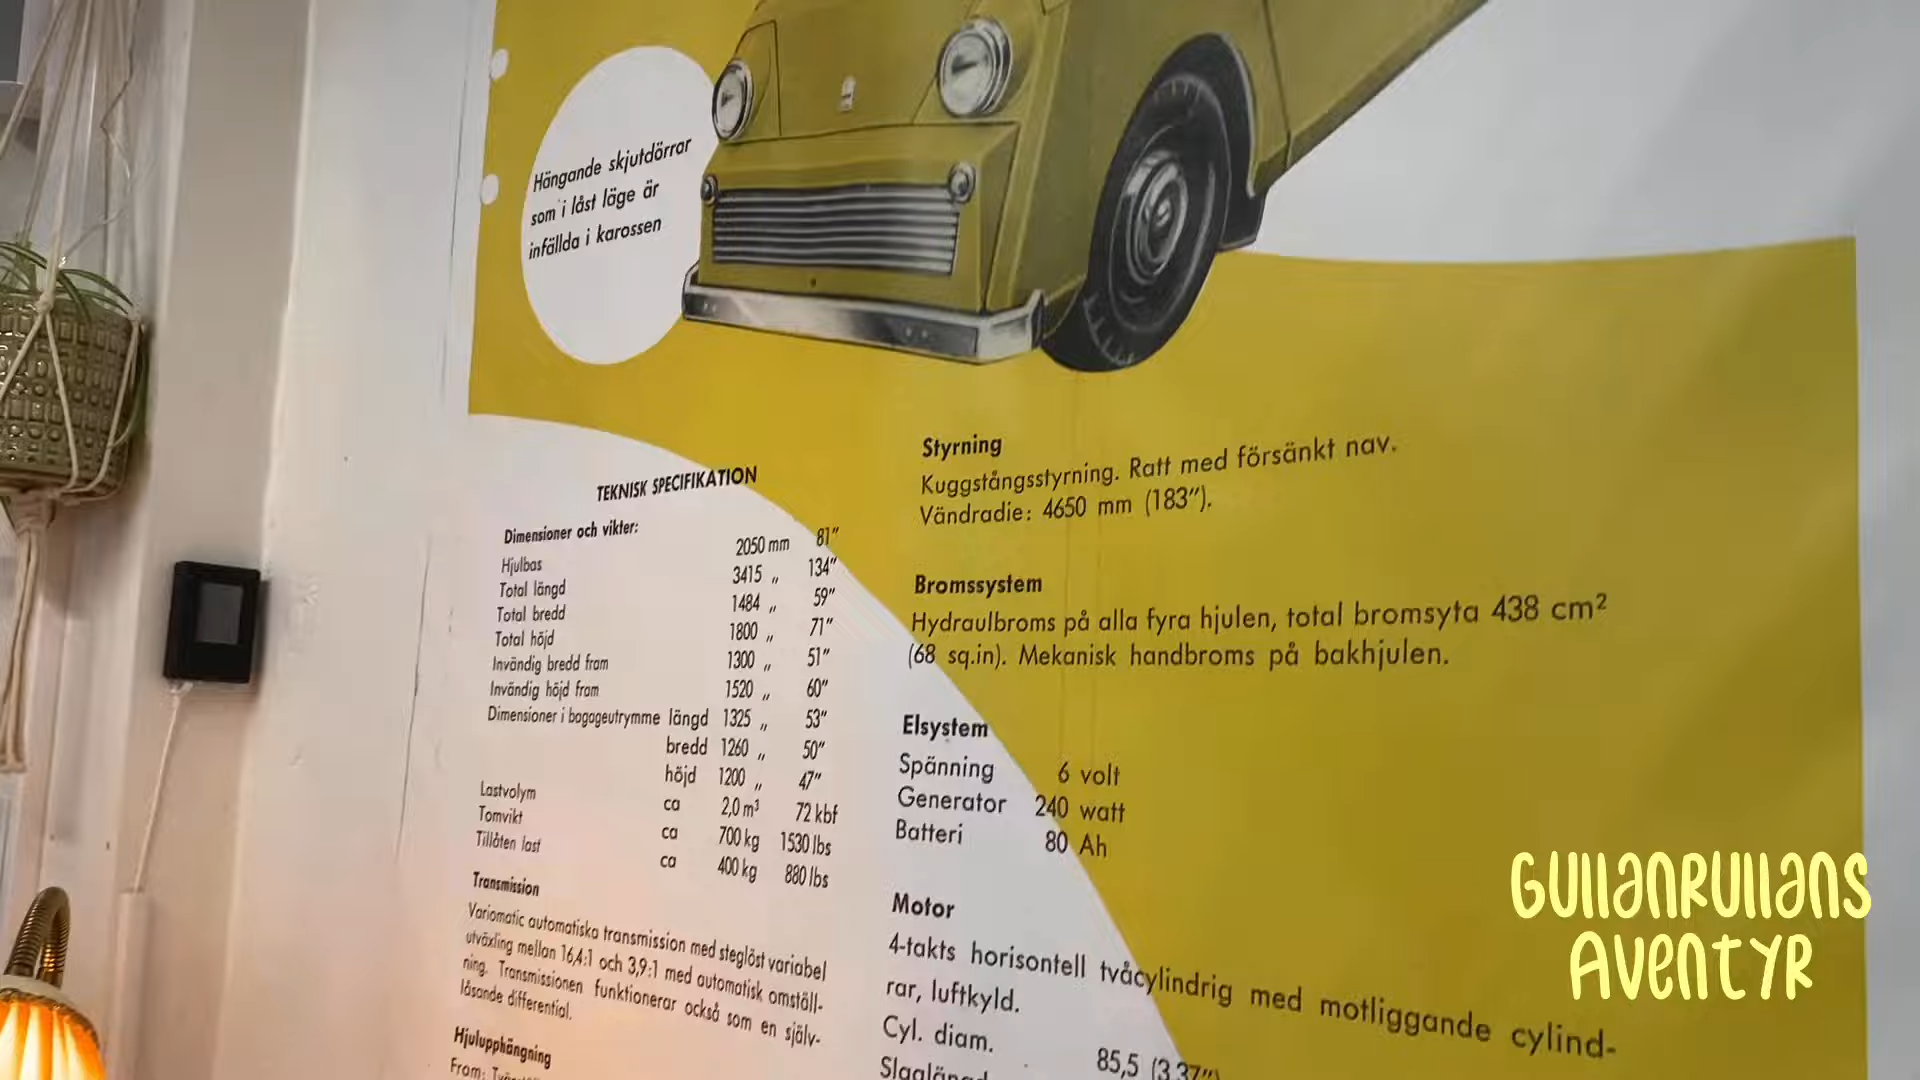 Hängande skjutdörrar
som i låst läge är
infällda i karossen
TEKNISK SPECIFIKATION
Dimensioner och vikter:
Hjulbas 2050 mm 81"
Total längd 3415 „ 134"
Total bredd 1484 „ 59"
Total höjd 1800 „ 71"
Invändig bredd fram 1300 „ 51"
Invändig höjd fram 1520 „ 60"
Dimensioner i bagageutrymme längd 1325 „ 53"
bredd 1260 „ 50"
höjd 1200 „ 47"
Lastvolym ca 2,0 m³ 72 kbf
Tomvikt ca 700 kg 1530 lbs
Tillåten last ca 400 kg 880 lbs
Transmission
Variomatic automatiska transmission med steglöst variabel
utväxling mellan 16,4:1 och 3,9:1 med automatisk omställ-
ning. Transmissionen funktionerar också som en själv-
låsande differential.
Hjulupphängning
Fram:
Styrning
Kuggstångsstyrning. Ratt med försänkt nav.
Vändradie: 4650 mm (183").
Bromssystem
Hydraulbroms på alla fyra hjulen, total bromsyta 438 cm²
(68 sq.in). Mekanisk handbroms på bakhjulen.
Elsystem
Spänning 6 volt
Generator 240 watt
Batteri 80 Ah
Motor
4-takts horisontell tvåcylindrig med motliggande cylind-
rar, luftkyld.
Cyl. diam. 85,5 (3,37")
GullanRullans
Äventyr